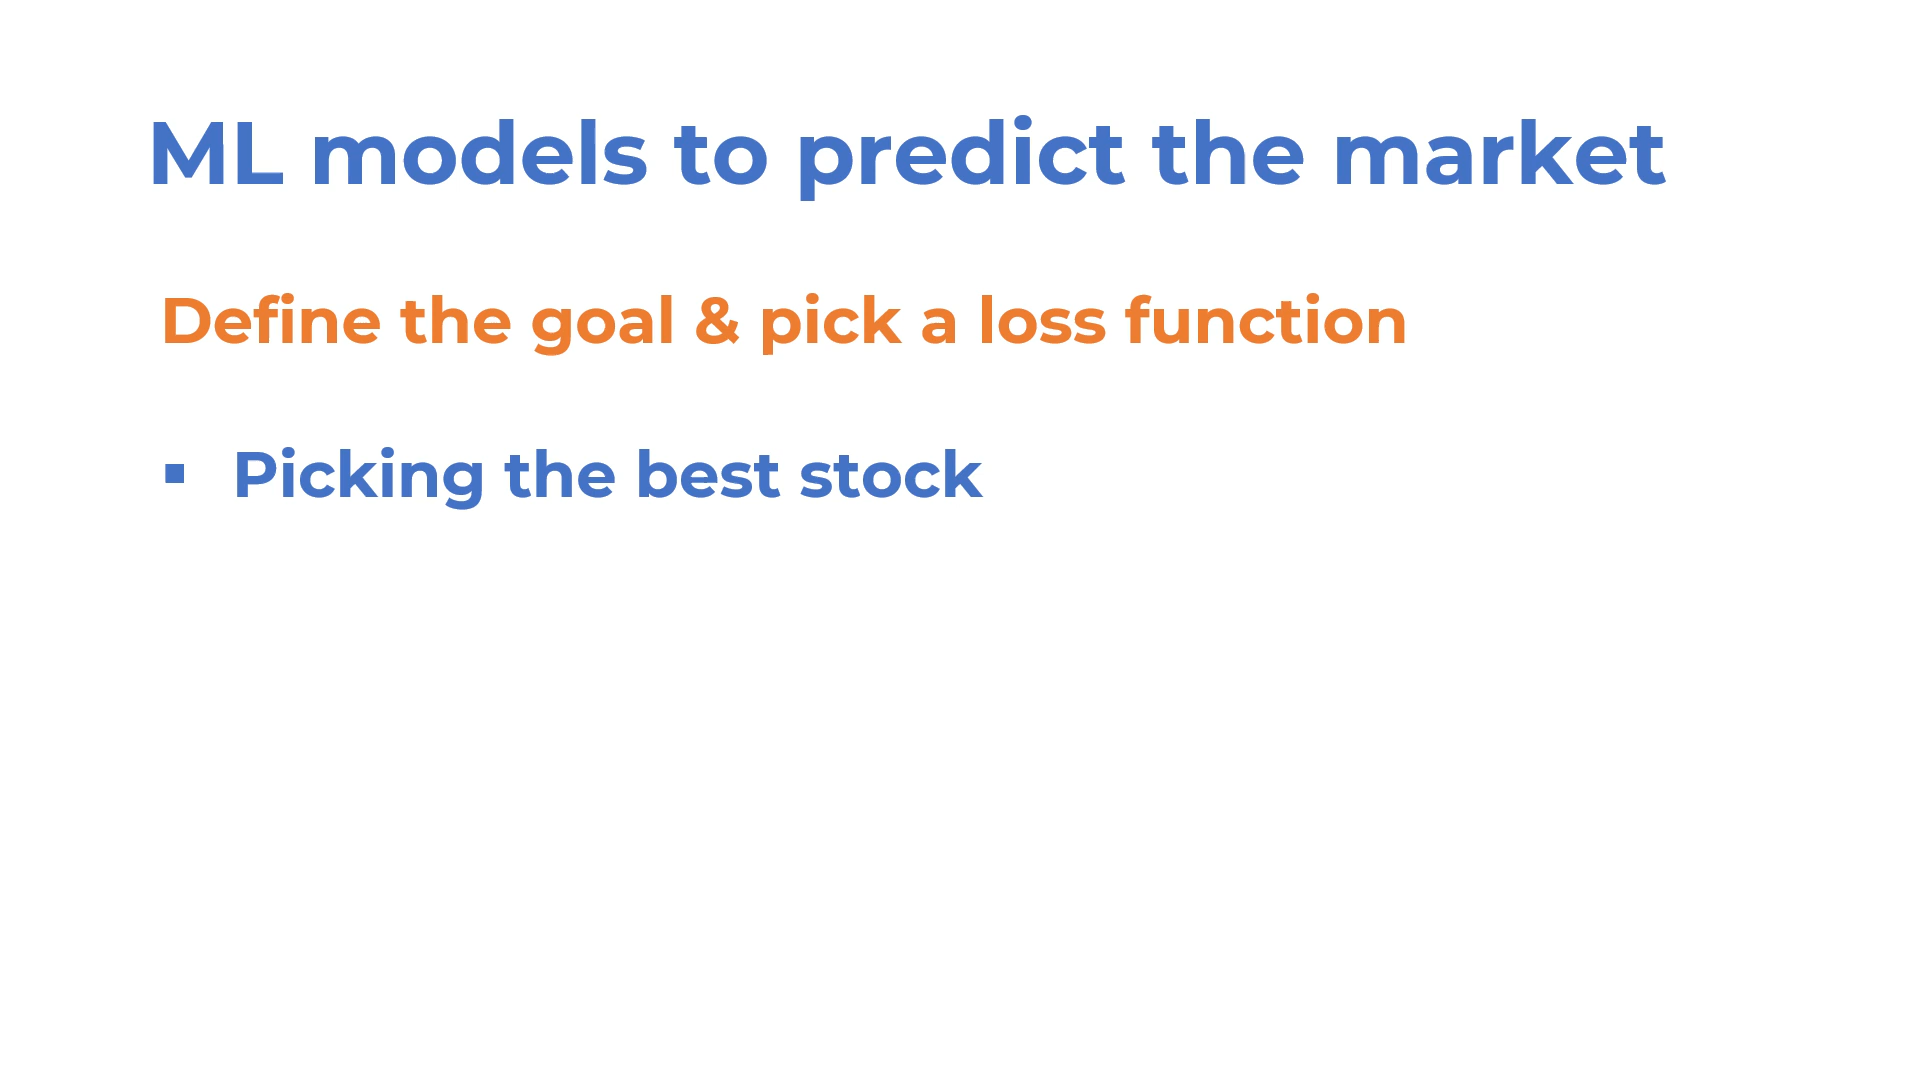 ML models to predict the market
Define the goal & pick a loss function
▪ Picking the best stock